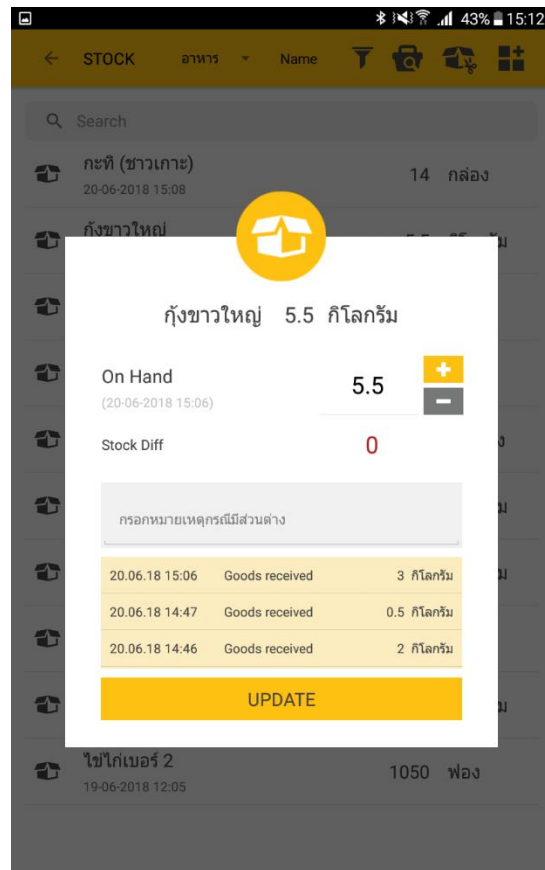 43% 15:12
STOCK อาหาร Name
Search
กะทิ (ชาวเกาะ) 14 กล่อง
20-06-2018 15:08
กุ้งขาวใหญ่
กุ้งขาวใหญ่ 5.5 กิโลกรัม
On Hand 5.5
(20-06-2018 15:06)
Stock Diff 0
กรอกหมายเหตุกรณีมีส่วนต่าง
20.06.18 15:06 Goods received 3 กิโลกรัม
20.06.18 14:47 Goods received 0.5 กิโลกรัม
20.06.18 14:46 Goods received 2 กิโลกรัม
UPDATE
ไข่ไก่เบอร์ 2 1050 ฟอง
19-06-2018 12:05